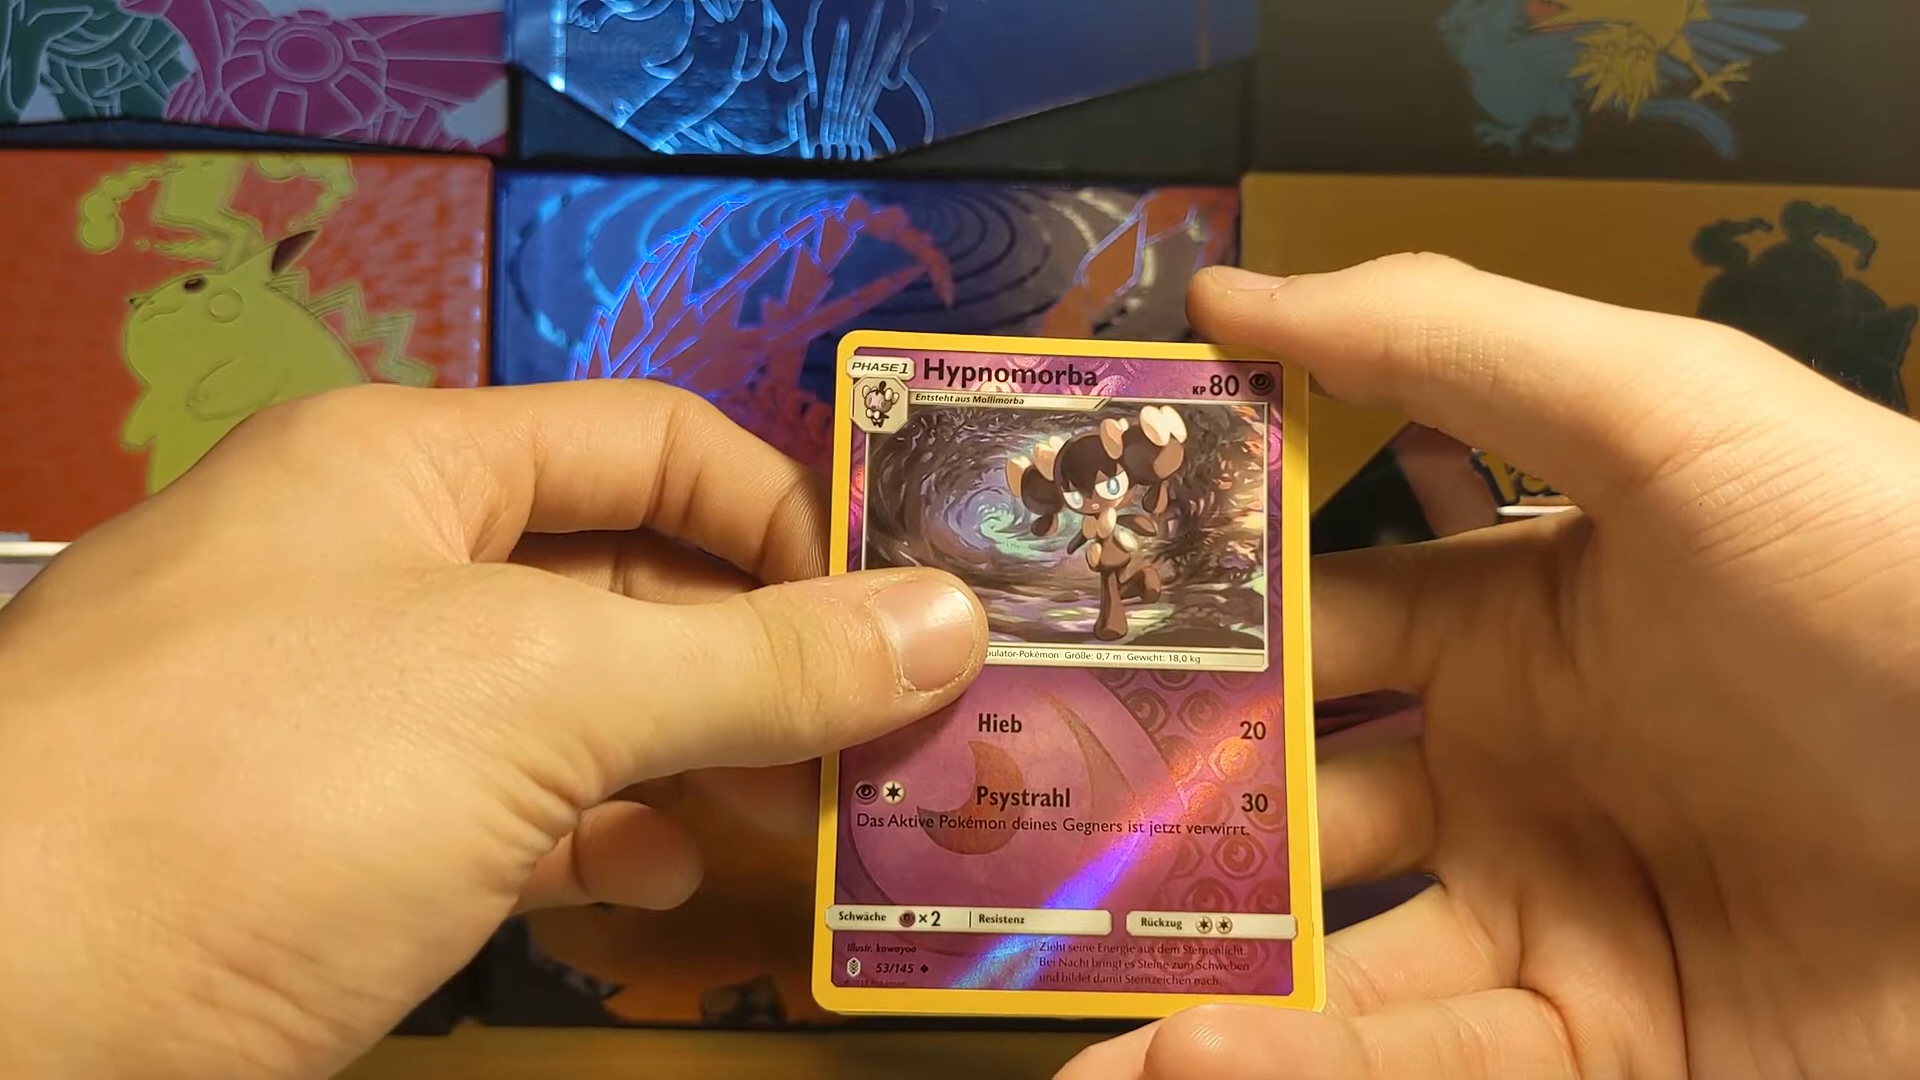 PHASE 1
Hypnomorba
KP 80
Entsteht aus Mollimorba
pulator-Pokémon Größe: 0,7 m Gewicht: 18,0 kg
Hieb 20
Psystrahl 30
Das Aktive Pokémon deines Gegners ist jetzt verwirrt.
Schwäche ×2 Resistenz Rückzug
Illustr. kawayoo
53/145
Zieht seine Energie aus dem Sternenlicht.
Bei Nacht bringt es Steine zum Schweben
und bildet damit Sternzeichen nach.